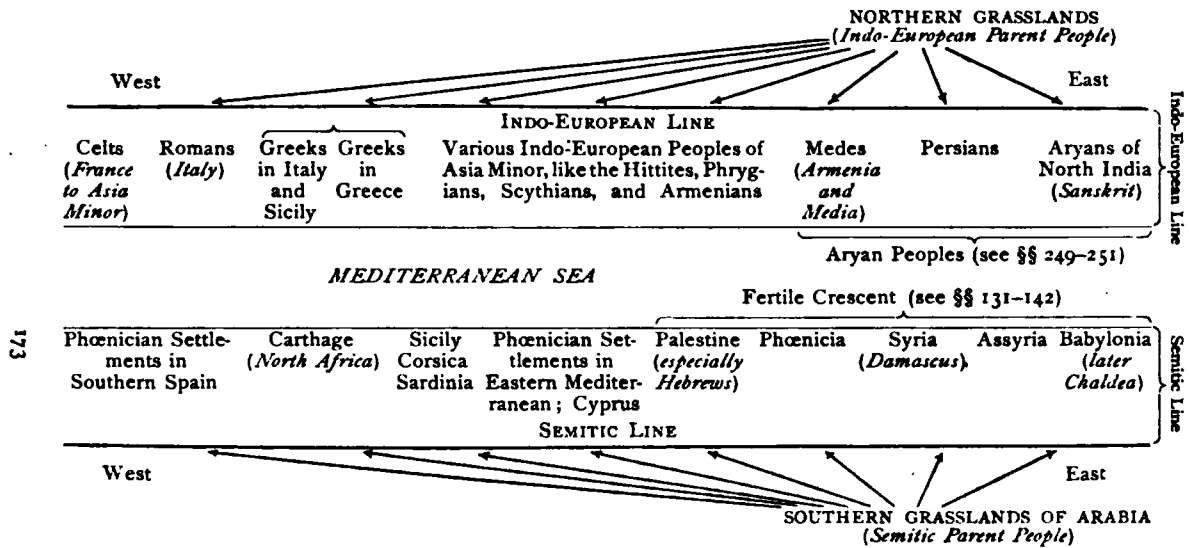 NORTHERN GRASSLANDS
(Indo-European Parent People)
West
East
INDO-EUROPEAN LINE
Celts
(France
to Asia
Minor)
Romans
(Italy)
Greeks
in Italy
and
Sicily
Greeks
in
Greece
Various Indo-European Peoples of
Asia Minor, like the Hittites, Phryg-
ians, Scythians, and Armenians
Medes
(Armenia
and
Media)
Persians
Aryans of
North India
(Sanskrit)
Indo-European Line
Aryan Peoples (see §§ 249–251)
MEDITERRANEAN SEA
Fertile Crescent (see §§ 131–142)
173
Phœnician Settle-
ments in
Southern Spain
Carthage
(North Africa)
Sicily
Corsica
Sardinia
Phœnician Set-
tlements in
Eastern Mediter-
ranean; Cyprus
Palestine
(especially
Hebrews)
Phœnicia
Syria
(Damascus)
Assyria
Babylonia
(later
Chaldea)
Semitic Line
SEMITIC LINE
West
East
SOUTHERN GRASSLANDS OF ARABIA
(Semitic Parent People)